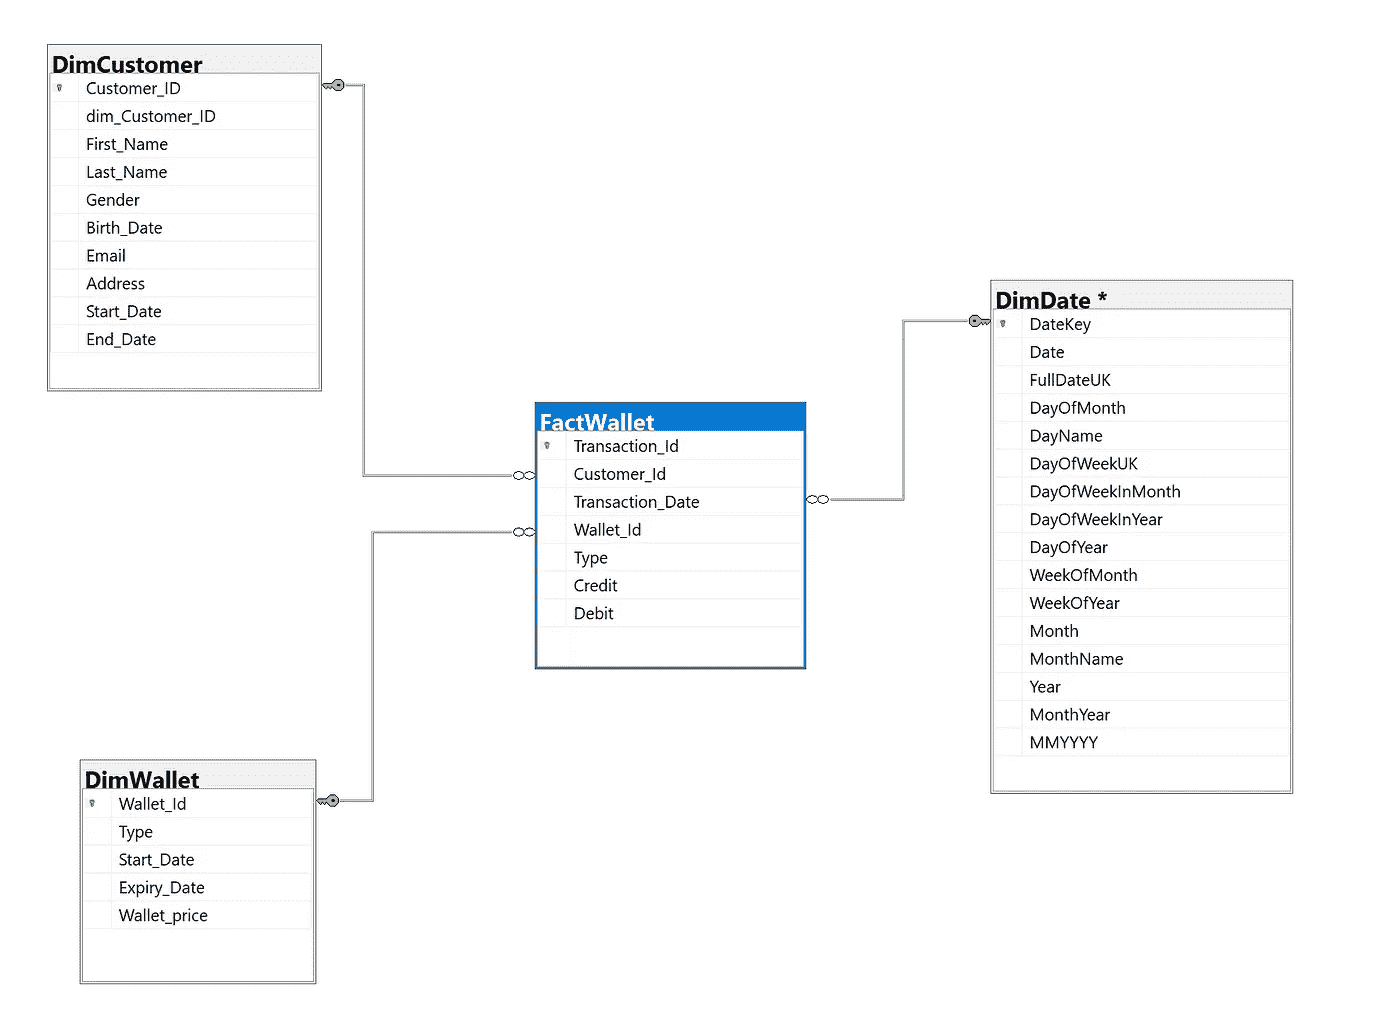 DimCustomer
Customer_ID
dim_Customer_ID
First_Name
Last_Name
Gender
Birth_Date
Email
Address
Start_Date
End_Date
DimDate *
DateKey
Date
FullDateUK
DayOfMonth
DayName
DayOfWeekUK
DayOfWeekInMonth
DayOfWeekInYear
DayOfYear
WeekOfMonth
WeekOfYear
Month
MonthName
Year
MonthYear
MMYYYY
FactWallet
Transaction_Id
Customer_Id
Transaction_Date
Wallet_Id
Type
Credit
Debit
DimWallet
Wallet_Id
Type
Start_Date
Expiry_Date
Wallet_price